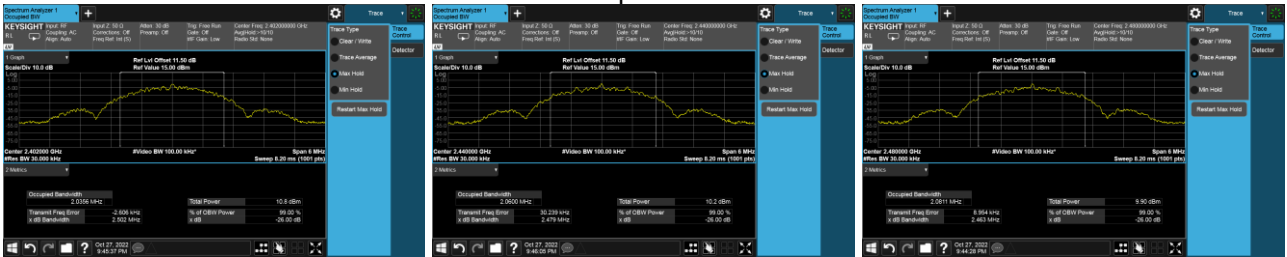 Spectrum Analyzer 1
Occupied BW
Trace
KEYSIGHT Input: RF
R L
Coupling: AC
Align: Auto
Input Z: 50 Ω
Corrections: Off
Freq Ref: Int (S)
Atten: 30 dB
Preamp: Off
Trig: Free Run
Gate: Off
#IF Gain: Low
Center Freq: 2.402000000 GHz
Avg|Hold:>10/10
Radio Std: None
Trace Type
Clear / Write
Trace Average
Max Hold
Min Hold
Restart Max Hold
Trace Control
Detector
1 Graph
Scale/Div 10.0 dB
Ref Lvl Offset 11.50 dB
Ref Value 15.00 dBm
Log
Center 2.402000 GHz
#Res BW 30.000 kHz
#Video BW 100.00 kHz*
Span 6 MHz
Sweep 8.20 ms (1001 pts)
2 Metrics
Occupied Bandwidth
2.0356 MHz
Total Power 10.8 dBm
Transmit Freq Error -2.606 kHz
% of OBW Power 99.00 %
x dB Bandwidth 2.502 MHz
x dB -26.00 dB
Oct 27, 2022
9:45:37 PM
Spectrum Analyzer 1
Occupied BW
Trace
KEYSIGHT Input: RF
R L
Coupling: AC
Align: Auto
Input Z: 50 Ω
Corrections: Off
Freq Ref: Int (S)
Atten: 30 dB
Preamp: Off
Trig: Free Run
Gate: Off
#IF Gain: Low
Center Freq: 2.440000000 GHz
Avg|Hold:>10/10
Radio Std: None
Trace Type
Clear / Write
Trace Average
Max Hold
Min Hold
Restart Max Hold
Trace Control
Detector
1 Graph
Scale/Div 10.0 dB
Ref Lvl Offset 11.50 dB
Ref Value 15.00 dBm
Log
Center 2.440000 GHz
#Res BW 30.000 kHz
#Video BW 100.00 kHz*
Span 6 MHz
Sweep 8.20 ms (1001 pts)
2 Metrics
Occupied Bandwidth
2.0600 MHz
Total Power 10.2 dBm
Transmit Freq Error 30.239 kHz
% of OBW Power 99.00 %
x dB Bandwidth 2.479 MHz
x dB -26.00 dB
Oct 27, 2022
9:46:05 PM
Spectrum Analyzer 1
Occupied BW
Trace
KEYSIGHT Input: RF
R L
Coupling: AC
Align: Auto
Input Z: 50 Ω
Corrections: Off
Freq Ref: Int (S)
Atten: 30 dB
Preamp: Off
Trig: Free Run
Gate: Off
#IF Gain: Low
Center Freq: 2.480000000 GHz
Avg|Hold:>10/10
Radio Std: None
Trace Type
Clear / Write
Trace Average
Max Hold
Min Hold
Restart Max Hold
Trace Control
Detector
1 Graph
Scale/Div 10.0 dB
Ref Lvl Offset 11.50 dB
Ref Value 15.00 dBm
Log
Center 2.480000 GHz
#Res BW 30.000 kHz
#Video BW 100.00 kHz*
Span 6 MHz
Sweep 8.20 ms (1001 pts)
2 Metrics
Occupied Bandwidth
2.0811 MHz
Total Power 9.90 dBm
Transmit Freq Error 8.954 kHz
% of OBW Power 99.00 %
x dB Bandwidth 2.463 MHz
x dB -26.00 dB
Oct 27, 2022
9:44:28 PM